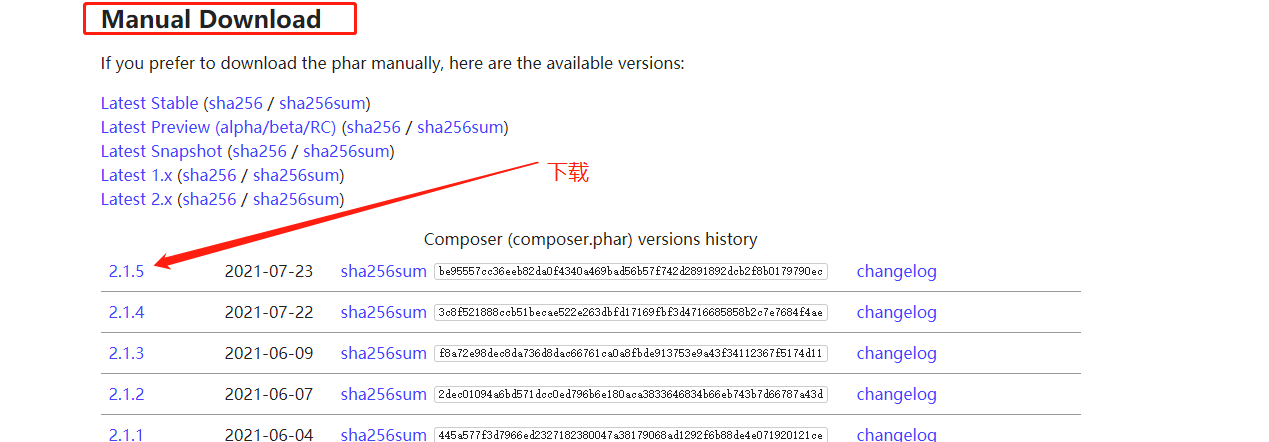 Manual Download
If you prefer to download the phar manually, here are the available versions:
Latest Stable (sha256 / sha256sum)
Latest Preview (alpha/beta/RC) (sha256 / sha256sum)
Latest Snapshot (sha256 / sha256sum)
下载
Latest 1.x (sha256 / sha256sum)
Latest 2.x (sha256 / sha256sum)
Composer (composer.phar) versions history
2.1.5 2021-07-23 sha256sum be95557cc36eeb82da0f4340a469bad56b57f742d2891892dcb2f8b0179790ec changelog
2.1.4 2021-07-22 sha256sum 3c8f521888ccb51becae522e263dbfd17169fbf3d4716685858b2c7e7684f4ae changelog
2.1.3 2021-06-09 sha256sum f8a72e98dec8da736d8dac66761ca0a8fbde913753e9a43f34112367f5174d11 changelog
2.1.2 2021-06-07 sha256sum 2dec01094a6bd571dcc0ed796b6e180aca3833646834b66eb743b7d66787a43d changelog
2.1.1 2021-06-04 sha256sum 445a577f3d7966ed2327182380047a38179068ad1292f6b88de4e071920121ce changelog